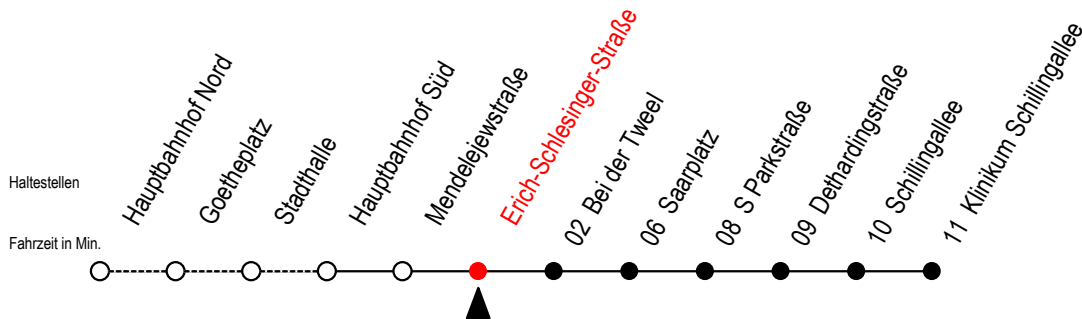 Haltestellen
Fahrzeit in Min.
Hauptbahnhof Nord
Goetheplatz
Stadthalle
Hauptbahnhof Süd
Mendelejewstraße
Erich-Schlesinger-Straße
02 Bei der Tweel
06 Saarplatz
08 S Parkstraße
09 Dethardingstraße
10 Schillingallee
11 Klinikum Schillingallee